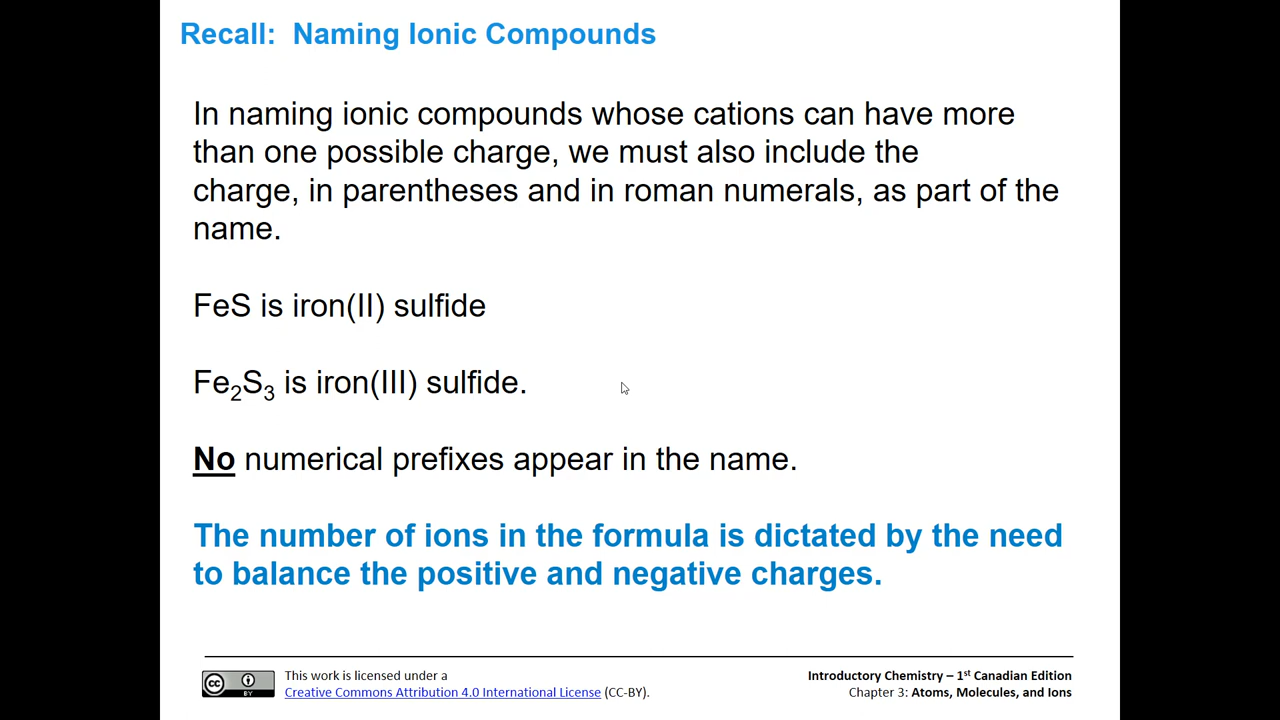 Recall:  Naming Ionic Compounds
In naming ionic compounds whose cations can have more
than one possible charge, we must also include the
charge, in parentheses and in roman numerals, as part of the
name.
FeS is iron(II) sulfide
Fe₂S₃ is iron(III) sulfide.
No numerical prefixes appear in the name.
The number of ions in the formula is dictated by the need
to balance the positive and negative charges.
cc BY
This work is licensed under a
Creative Commons Attribution 4.0 International License (CC-BY).
Introductory Chemistry – 1st Canadian Edition
Chapter 3: Atoms, Molecules, and Ions